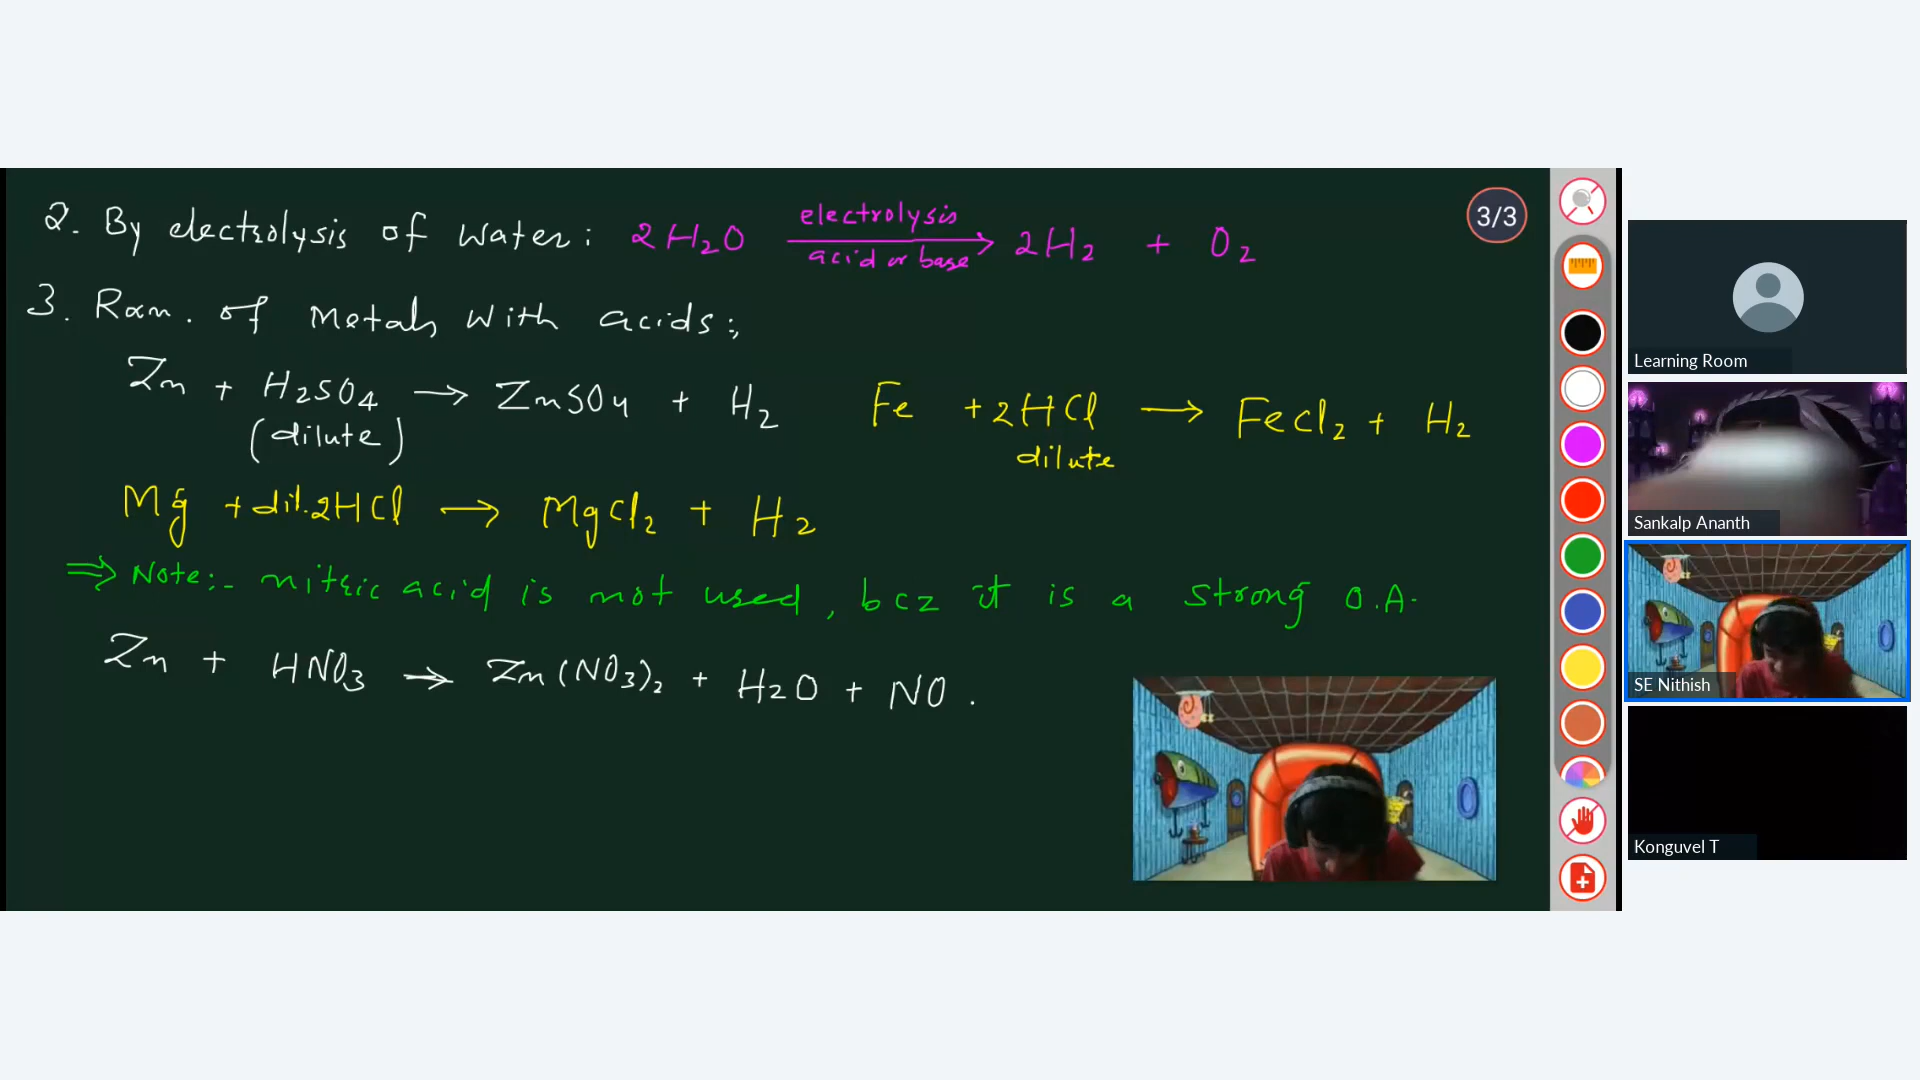 2. By electrolysis of water: 2H2O electrolysis acid or base → 2H2 + O2
3/3
3. Rxn. of Metals With acids:,
Zn + H2SO4 → ZnSO4 + H2
(dilute)
Fe + 2HCl → FeCl2 + H2
dilute
Mg + dil. 2HCl → MgCl2 + H2
⇒ Note:- nitric acid is not used, bcz it is a strong O.A.
Zn + HNO3 → Zn(NO3)2 + H2O + NO.
Learning Room
Sankalp Ananth
SE Nithish
Konguvel T